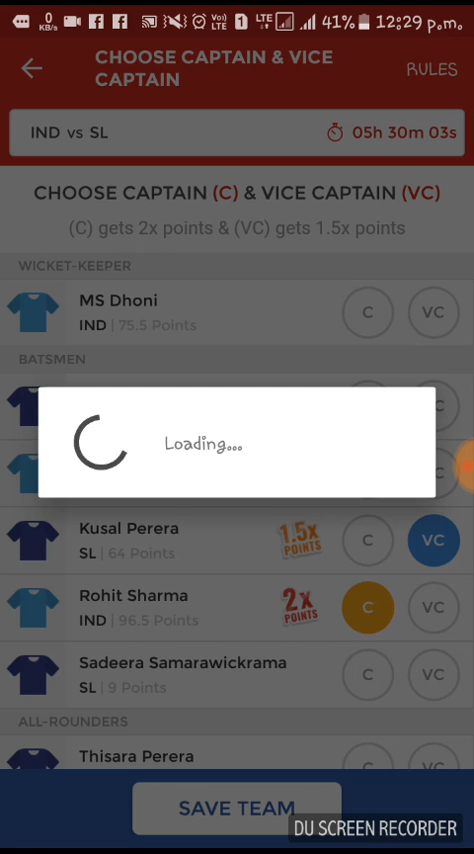 0 KB/s VoLTE LTE 1 LTE 41% 12:29 p.m.
CHOOSE CAPTAIN & VICE
CAPTAIN
RULES
IND vs SL 05h 30m 03s
CHOOSE CAPTAIN (C) & VICE CAPTAIN (VC)
(C) gets 2x points & (VC) gets 1.5x points
WICKET-KEEPER
MS Dhoni
IND | 75.5 Points
C VC
BATSMEN
Loading...
Kusal Perera
SL | 64 Points
1.5x
POINTS
C VC
Rohit Sharma
IND | 96.5 Points
2x
POINTS
C VC
Sadeera Samarawickrama
SL | 9 Points
C VC
ALL-ROUNDERS
Thisara Perera
C VC
SAVE TEAM
DU SCREEN RECORDER